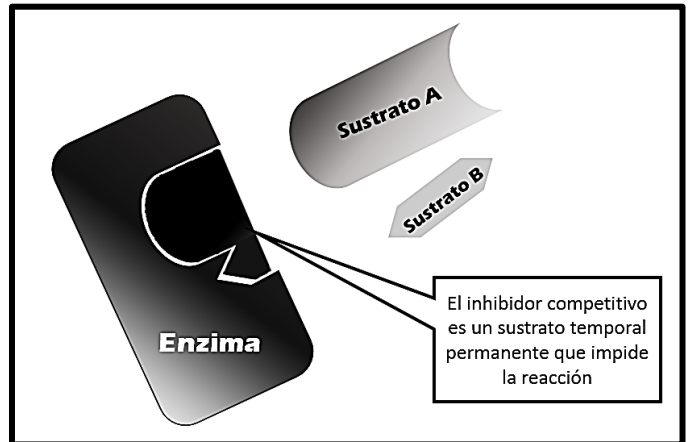 Sustrato A
Sustrato B
Enzima
El inhibidor competitivo
es un sustrato temporal
permanente que impide
la reacción